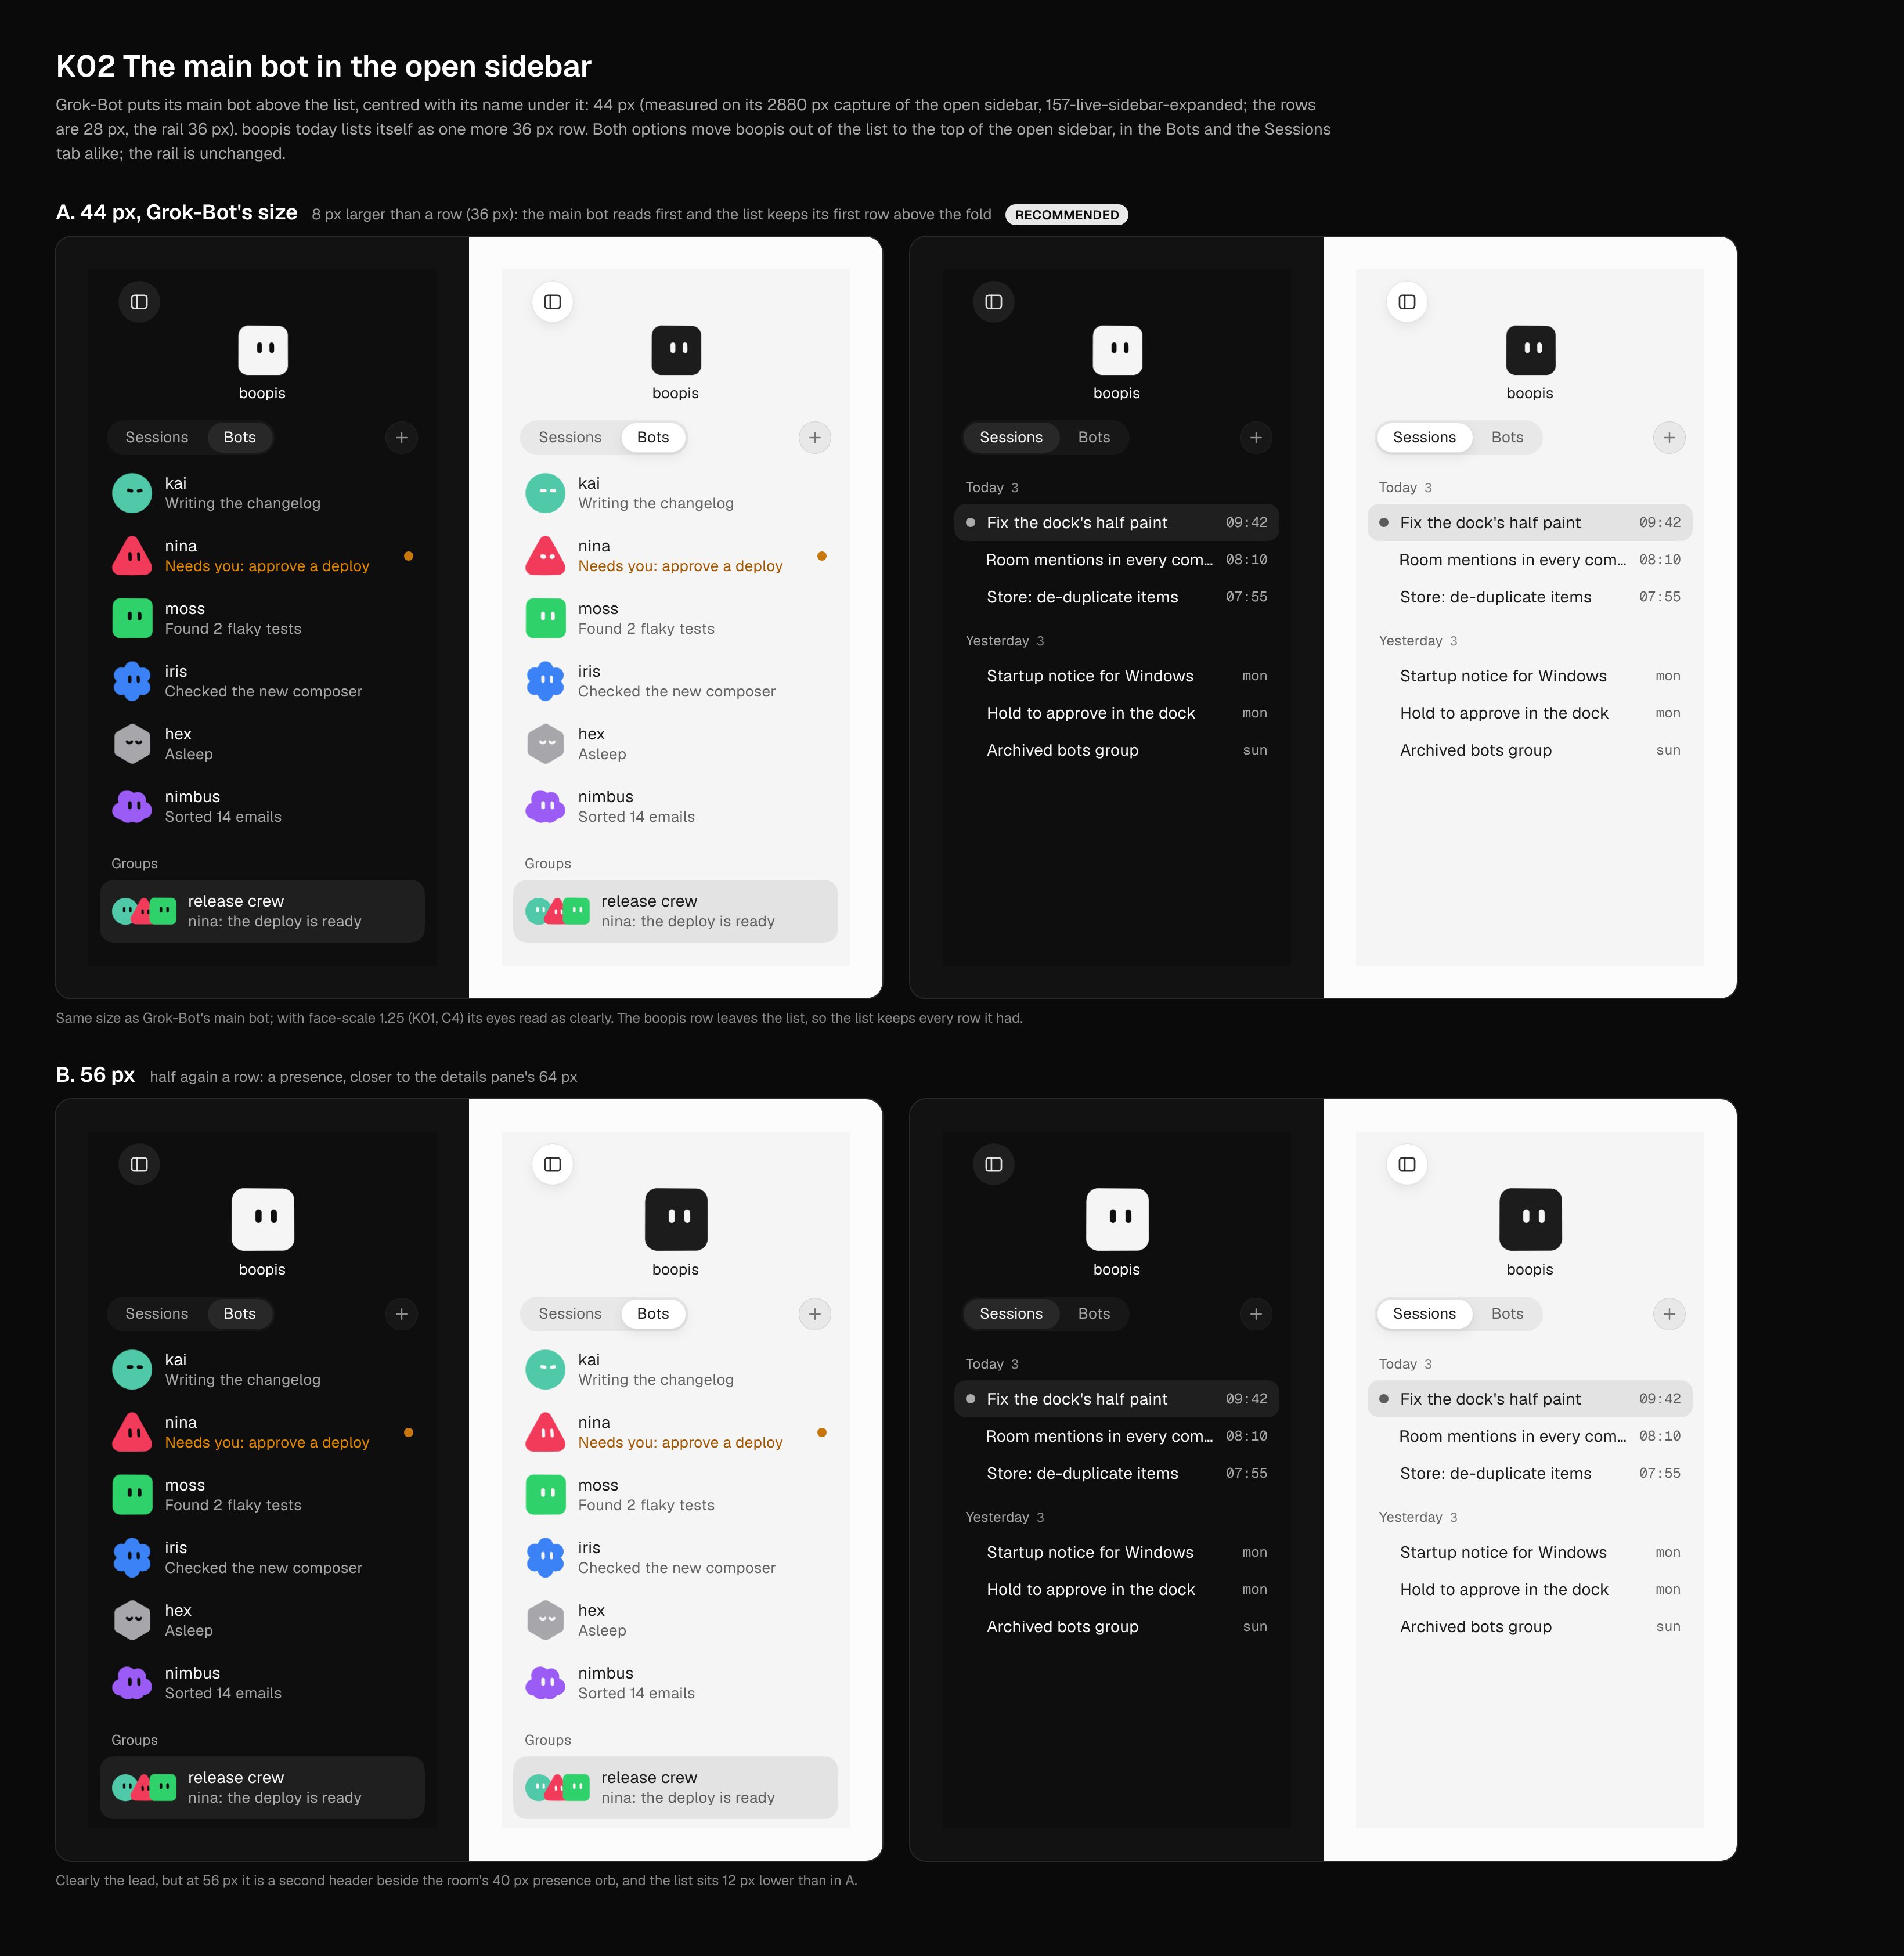 K02 The main bot in the open sidebar
Grok-Bot puts its main bot above the list, centred with its name under it: 44 px (measured on its 2880 px capture of the open sidebar, 157-live-sidebar-expanded; the rows
are 28 px, the rail 36 px). boopis today lists itself as one more 36 px row. Both options move boopis out of the list to the top of the open sidebar, in the Bots and the Sessions
tab alike; the rail is unchanged.
A. 44 px, Grok-Bot's size 8 px larger than a row (36 px): the main bot reads first and the list keeps its first row above the fold RECOMMENDED
boopis
Sessions Bots
kai
Writing the changelog
nina
Needs you: approve a deploy
moss
Found 2 flaky tests
iris
Checked the new composer
hex
Asleep
nimbus
Sorted 14 emails
Groups
release crew
nina: the deploy is ready
boopis
Sessions Bots
kai
Writing the changelog
nina
Needs you: approve a deploy
moss
Found 2 flaky tests
iris
Checked the new composer
hex
Asleep
nimbus
Sorted 14 emails
Groups
release crew
nina: the deploy is ready
boopis
Sessions Bots
Today 3
Fix the dock's half paint 09:42
Room mentions in every com... 08:10
Store: de-duplicate items 07:55
Yesterday 3
Startup notice for Windows mon
Hold to approve in the dock mon
Archived bots group sun
boopis
Sessions Bots
Today 3
Fix the dock's half paint 09:42
Room mentions in every com... 08:10
Store: de-duplicate items 07:55
Yesterday 3
Startup notice for Windows mon
Hold to approve in the dock mon
Archived bots group sun
Same size as Grok-Bot's main bot; with face-scale 1.25 (K01, C4) its eyes read as clearly. The boopis row leaves the list, so the list keeps every row it had.
B. 56 px half again a row: a presence, closer to the details pane's 64 px
boopis
Sessions Bots
kai
Writing the changelog
nina
Needs you: approve a deploy
moss
Found 2 flaky tests
iris
Checked the new composer
hex
Asleep
nimbus
Sorted 14 emails
Groups
release crew
nina: the deploy is ready
boopis
Sessions Bots
kai
Writing the changelog
nina
Needs you: approve a deploy
moss
Found 2 flaky tests
iris
Checked the new composer
hex
Asleep
nimbus
Sorted 14 emails
Groups
release crew
nina: the deploy is ready
boopis
Sessions Bots
Today 3
Fix the dock's half paint 09:42
Room mentions in every com... 08:10
Store: de-duplicate items 07:55
Yesterday 3
Startup notice for Windows mon
Hold to approve in the dock mon
Archived bots group sun
boopis
Sessions Bots
Today 3
Fix the dock's half paint 09:42
Room mentions in every com... 08:10
Store: de-duplicate items 07:55
Yesterday 3
Startup notice for Windows mon
Hold to approve in the dock mon
Archived bots group sun
Clearly the lead, but at 56 px it is a second header beside the room's 40 px presence orb, and the list sits 12 px lower than in A.